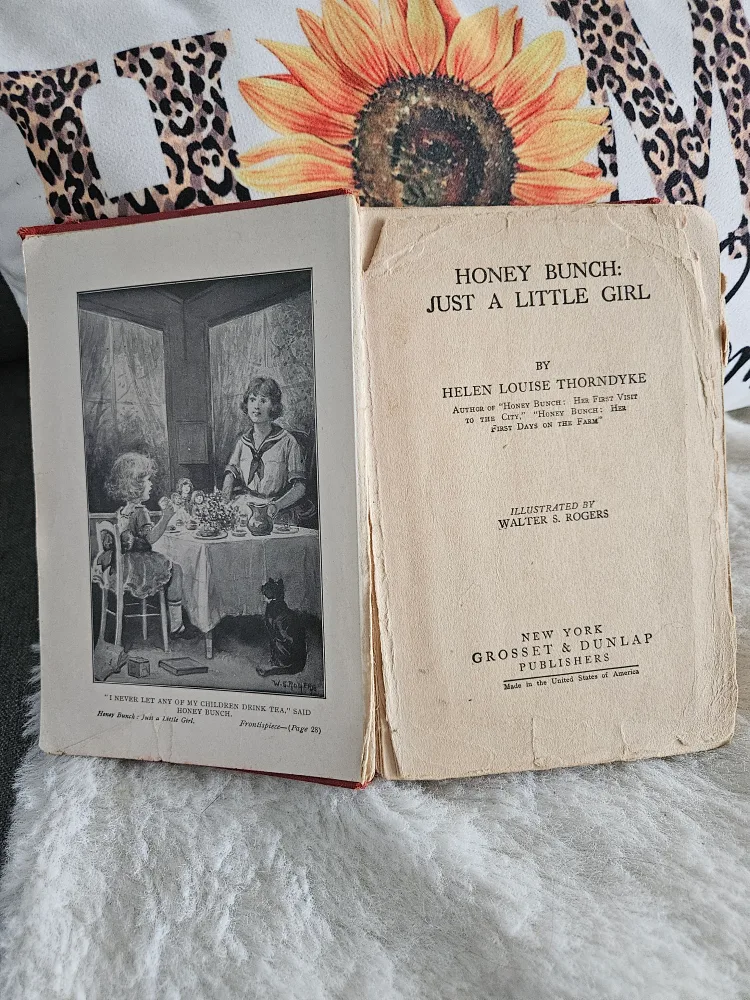 H M
W.S.ROGERS
"I NEVER LET ANY OF MY CHILDREN DRINK TEA," SAID
HONEY BUNCH.
Honey Bunch: Just a Little Girl. Frontispiece—(Page 28)
HONEY BUNCH:
JUST A LITTLE GIRL
BY
HELEN LOUISE THORNDYKE
AUTHOR OF "HONEY BUNCH: HER FIRST VISIT
TO THE CITY," "HONEY BUNCH: HER
FIRST DAYS ON THE FARM"
ILLUSTRATED BY
WALTER S. ROGERS
NEW YORK
GROSSET & DUNLAP
PUBLISHERS
Made in the United States of America